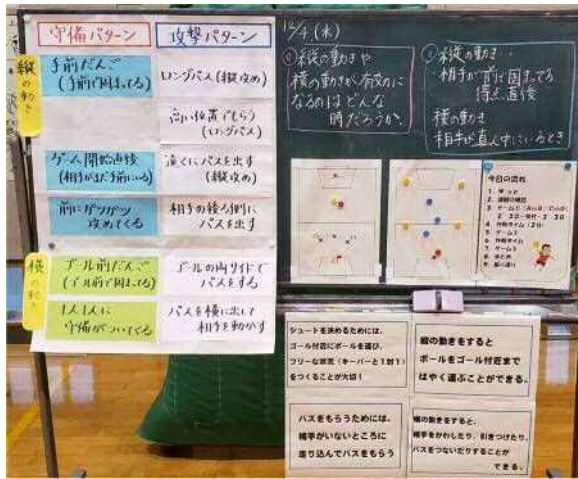 守備パターン
攻撃パターン
縦の動き
手前だんご
(手前で固まってる)
ロングパス(縦攻め)
高い位置でもらう
(ロングパス)
ゲーム開始直後
(相手がまだ手前にいる)
遠くにパスを出す
(縦攻め)
前にガツガツ
攻めてくる
相手の後ろ側に
パスを出す
横の動き
ゴール前だんご
(ゴール前で固まってる)
ゴールの両サイドで
パスをする
1人1人に
守備がついてくる
パスを横に出して
相手を動かす
12/4(水)
縦の動きや
横の動きが有効に
なるのはどんな
時だろうか。
縦の動き…
相手が前に固まってる
得点直後
横の動き
相手が真ん中にいるとき
今日の流れ
シュートを決めるためには、
ゴール付近にボールを運び、
フリーな状況(キーパーと1対1)
をつくることが大切!
縦の動きをすると
ボールをゴール付近まで
はやく運ぶことができる。
パスをもらうためには、
相手がいないところに
走り込んでパスをもらう
横の動きをすると、
相手をかわしたり、引きつけたり、
パスをつないだりすることが
できる。